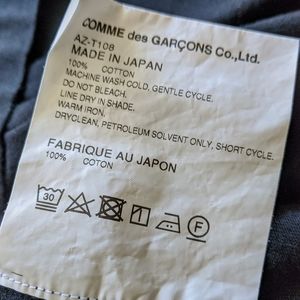 COMME des GARÇONS Co., Ltd.
AZ-T108
MADE IN JAPAN
100% COTTON
MACHINE WASH COLD, GENTLE CYCLE.
DO NOT BLEACH.
LINE DRY IN SHADE.
WARM IRON.
DRYCLEAN, PETROLEUM SOLVENT ONLY, SHORT CYCLE.
FABRIQUE AU JAPON
100% COTON
30 F